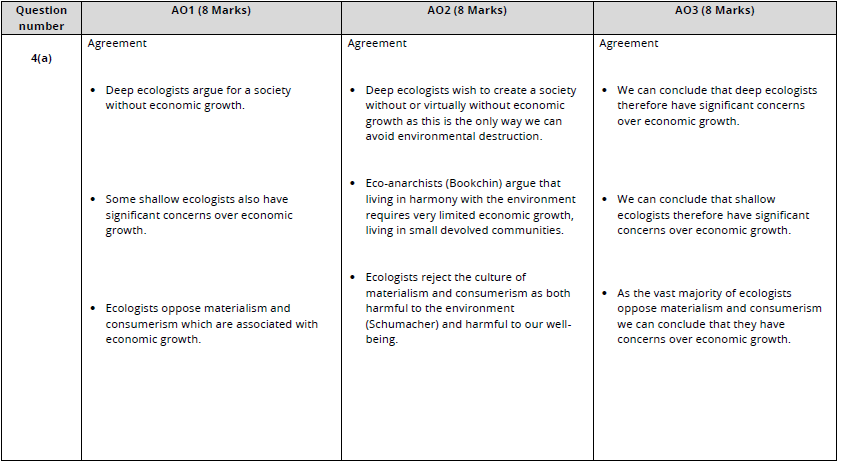 Question number
AO1 (8 Marks)
AO2 (8 Marks)
AO3 (8 Marks)
4(a)
Agreement
• Deep ecologists argue for a society
without economic growth.
• Some shallow ecologists also have
significant concerns over economic
growth.
• Ecologists oppose materialism and
consumerism which are associated with
economic growth.
Agreement
• Deep ecologists wish to create a society
without or virtually without economic
growth as this is the only way we can
avoid environmental destruction.
• Eco-anarchists (Bookchin) argue that
living in harmony with the environment
requires very limited economic growth,
living in small devolved communities.
• Ecologists reject the culture of
materialism and consumerism as both
harmful to the environment
(Schumacher) and harmful to our well-
being.
Agreement
• We can conclude that deep ecologists
therefore have significant concerns
over economic growth.
• We can conclude that shallow
ecologists therefore have significant
concerns over economic growth.
• As the vast majority of ecologists
oppose materialism and consumerism
we can conclude that they have
concerns over economic growth.